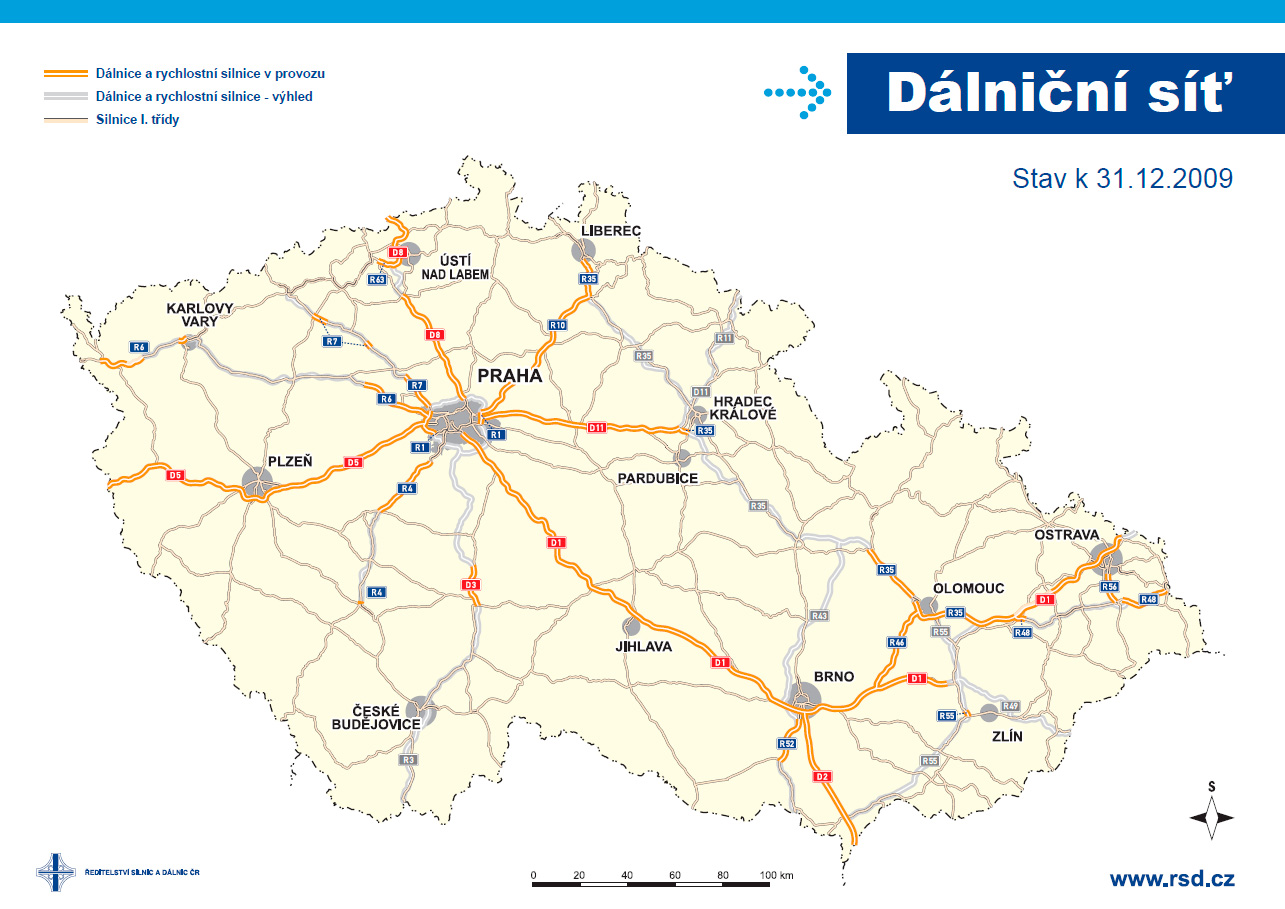 Dálnice a rychlostní silnice v provozu
Dálnice a rychlostní silnice - výhled
Silnice I. třídy
Dálniční síť
Stav k 31.12.2009
LIBEREC
D8
ÚSTÍ
NAD LABEM
R63
R35
KARLOVY
VARY
R10
D8
R6
R7
R11
R35
PRAHA
R7
R6
D11
HRADEC
KRÁLOVÉ
D11
R35
R1
R1
PLZEŇ
D5
D5
PARDUBICE
R4
R35
OSTRAVA
D1
R35
D3
R4
OLOMOUC
R56
D1
R48
R35
R43
R55
R48
JIHLAVA
R46
D1
BRNO
D1
ČESKÉ
BUDĚJOVICE
R49
R55
ZLÍN
R52
R3
R55
D2
S
ŘEDITELSTVÍ SILNIC A DÁLNIC ČR
0 20 40 60 80 100 km
www.rsd.cz